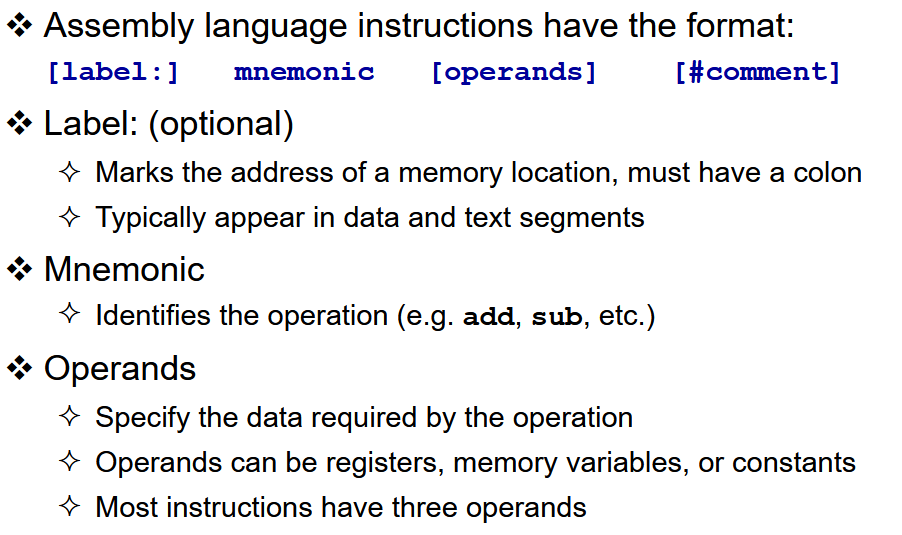 ❖ Assembly language instructions have the format:
[label:] mnemonic [operands] [#comment]
❖ Label: (optional)
✧ Marks the address of a memory location, must have a colon
✧ Typically appear in data and text segments
❖ Mnemonic
✧ Identifies the operation (e.g. add, sub, etc.)
❖ Operands
✧ Specify the data required by the operation
✧ Operands can be registers, memory variables, or constants
✧ Most instructions have three operands